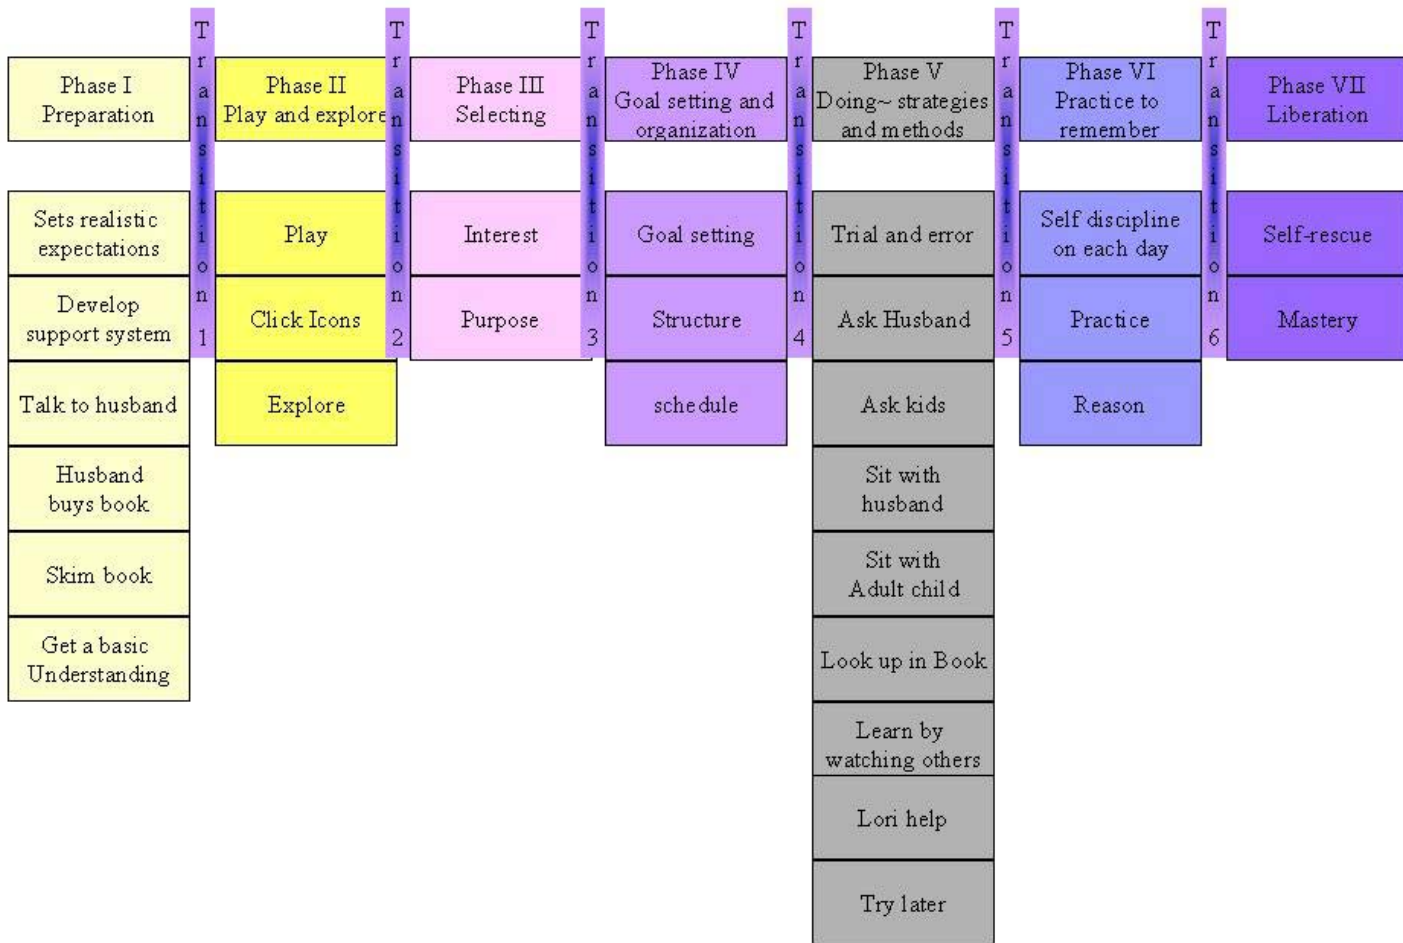 Phase I
Preparation
Transition 1
Phase II
Play and explore
Transition 2
Phase III
Selecting
Transition 3
Phase IV
Goal setting and
organization
Transition 4
Phase V
Doing~ strategies
and methods
Transition 5
Phase VI
Practice to
remember
Transition 6
Phase VII
Liberation
Sets realistic
expectations
Develop
support system
Talk to husband
Husband
buys book
Skim book
Get a basic
Understanding
Play
Click Icons
Explore
Interest
Purpose
Goal setting
Structure
schedule
Trial and error
Ask Husband
Ask kids
Sit with
husband
Sit with
Adult child
Look up in Book
Learn by
watching others
Lori help
Try later
Self discipline
on each day
Practice
Reason
Self-rescue
Mastery